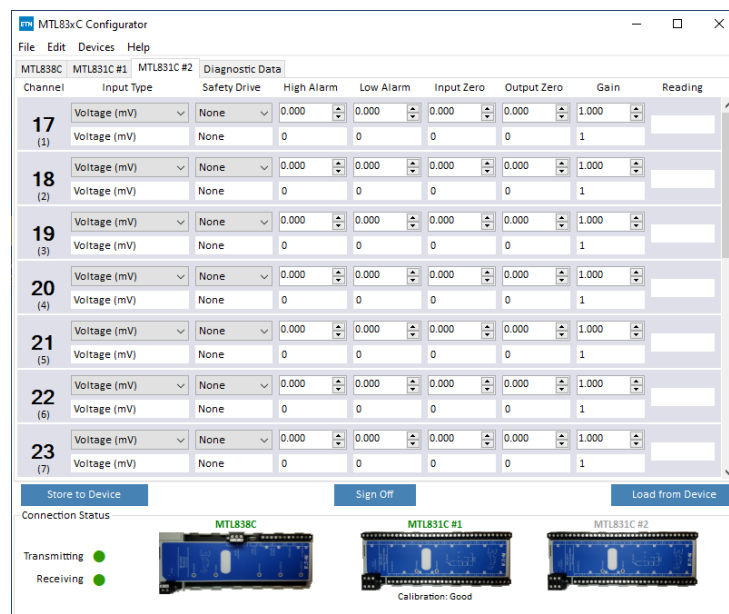 ETN MTL83xC Configurator
File Edit Devices Help
MTL838C MTL831C #1 MTL831C #2 Diagnostic Data
Channel Input Type Safety Drive High Alarm Low Alarm Input Zero Output Zero Gain Reading
17 Voltage (mV) None 0.000 0.000 0.000 0.000 1.000
(1) Voltage (mV) None 0 0 0 0 1
18 Voltage (mV) None 0.000 0.000 0.000 0.000 1.000
(2) Voltage (mV) None 0 0 0 0 1
19 Voltage (mV) None 0.000 0.000 0.000 0.000 1.000
(3) Voltage (mV) None 0 0 0 0 1
20 Voltage (mV) None 0.000 0.000 0.000 0.000 1.000
(4) Voltage (mV) None 0 0 0 0 1
21 Voltage (mV) None 0.000 0.000 0.000 0.000 1.000
(5) Voltage (mV) None 0 0 0 0 1
22 Voltage (mV) None 0.000 0.000 0.000 0.000 1.000
(6) Voltage (mV) None 0 0 0 0 1
23 Voltage (mV) None 0.000 0.000 0.000 0.000 1.000
(7) Voltage (mV) None 0 0 0 0 1
Store to Device Sign Off Load from Device
Connection Status
MTL838C MTL831C #1 MTL831C #2
Transmitting
Receiving
Calibration: Good